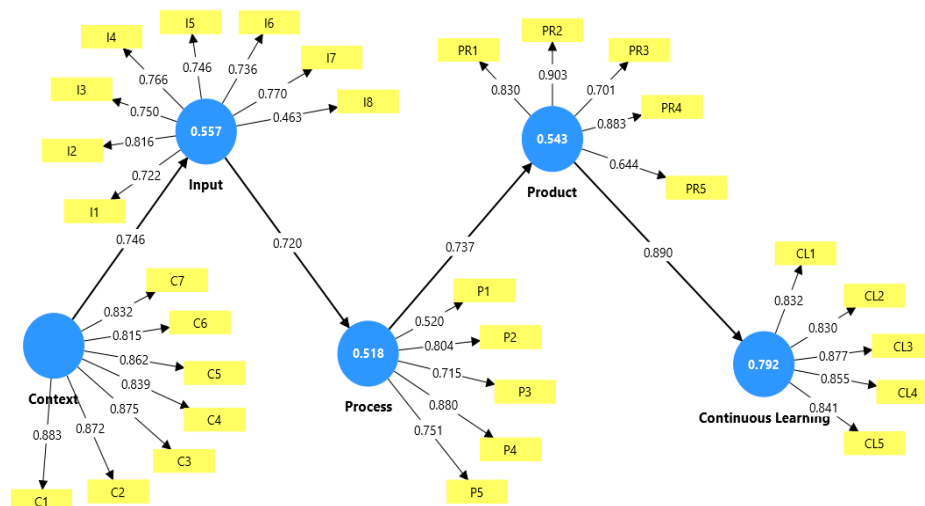 I4
I5
I6
I7
I8
I3
I2
I1
0.766
0.746
0.736
0.770
0.463
0.750
0.816
0.722
0.557
Input
PR1
PR2
PR3
PR4
PR5
0.830
0.903
0.701
0.883
0.644
0.543
Product
0.746
0.720
0.737
0.890
C7
C6
C5
C4
C3
C2
C1
0.832
0.815
0.862
0.839
0.875
0.872
0.883
Context
P1
P2
P3
P4
P5
0.520
0.804
0.715
0.880
0.751
0.518
Process
CL1
CL2
CL3
CL4
CL5
0.832
0.830
0.877
0.855
0.841
0.792
Continuous Learning